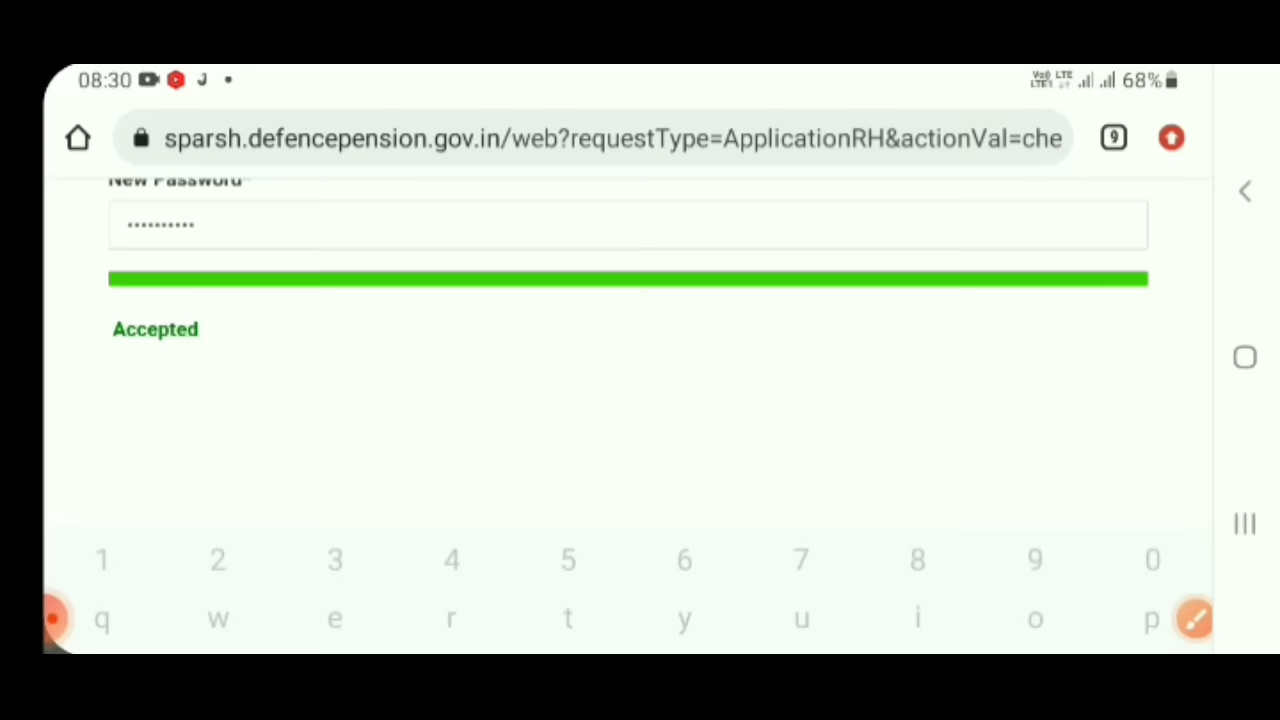 08:30 J 68%
sparsh.defencepension.gov.in/web?requestType=ApplicationRH&actionVal=che 9
New Password*
••••••••••
Accepted
1 2 3 4 5 6 7 8 9 0
q w e r t y u i o p